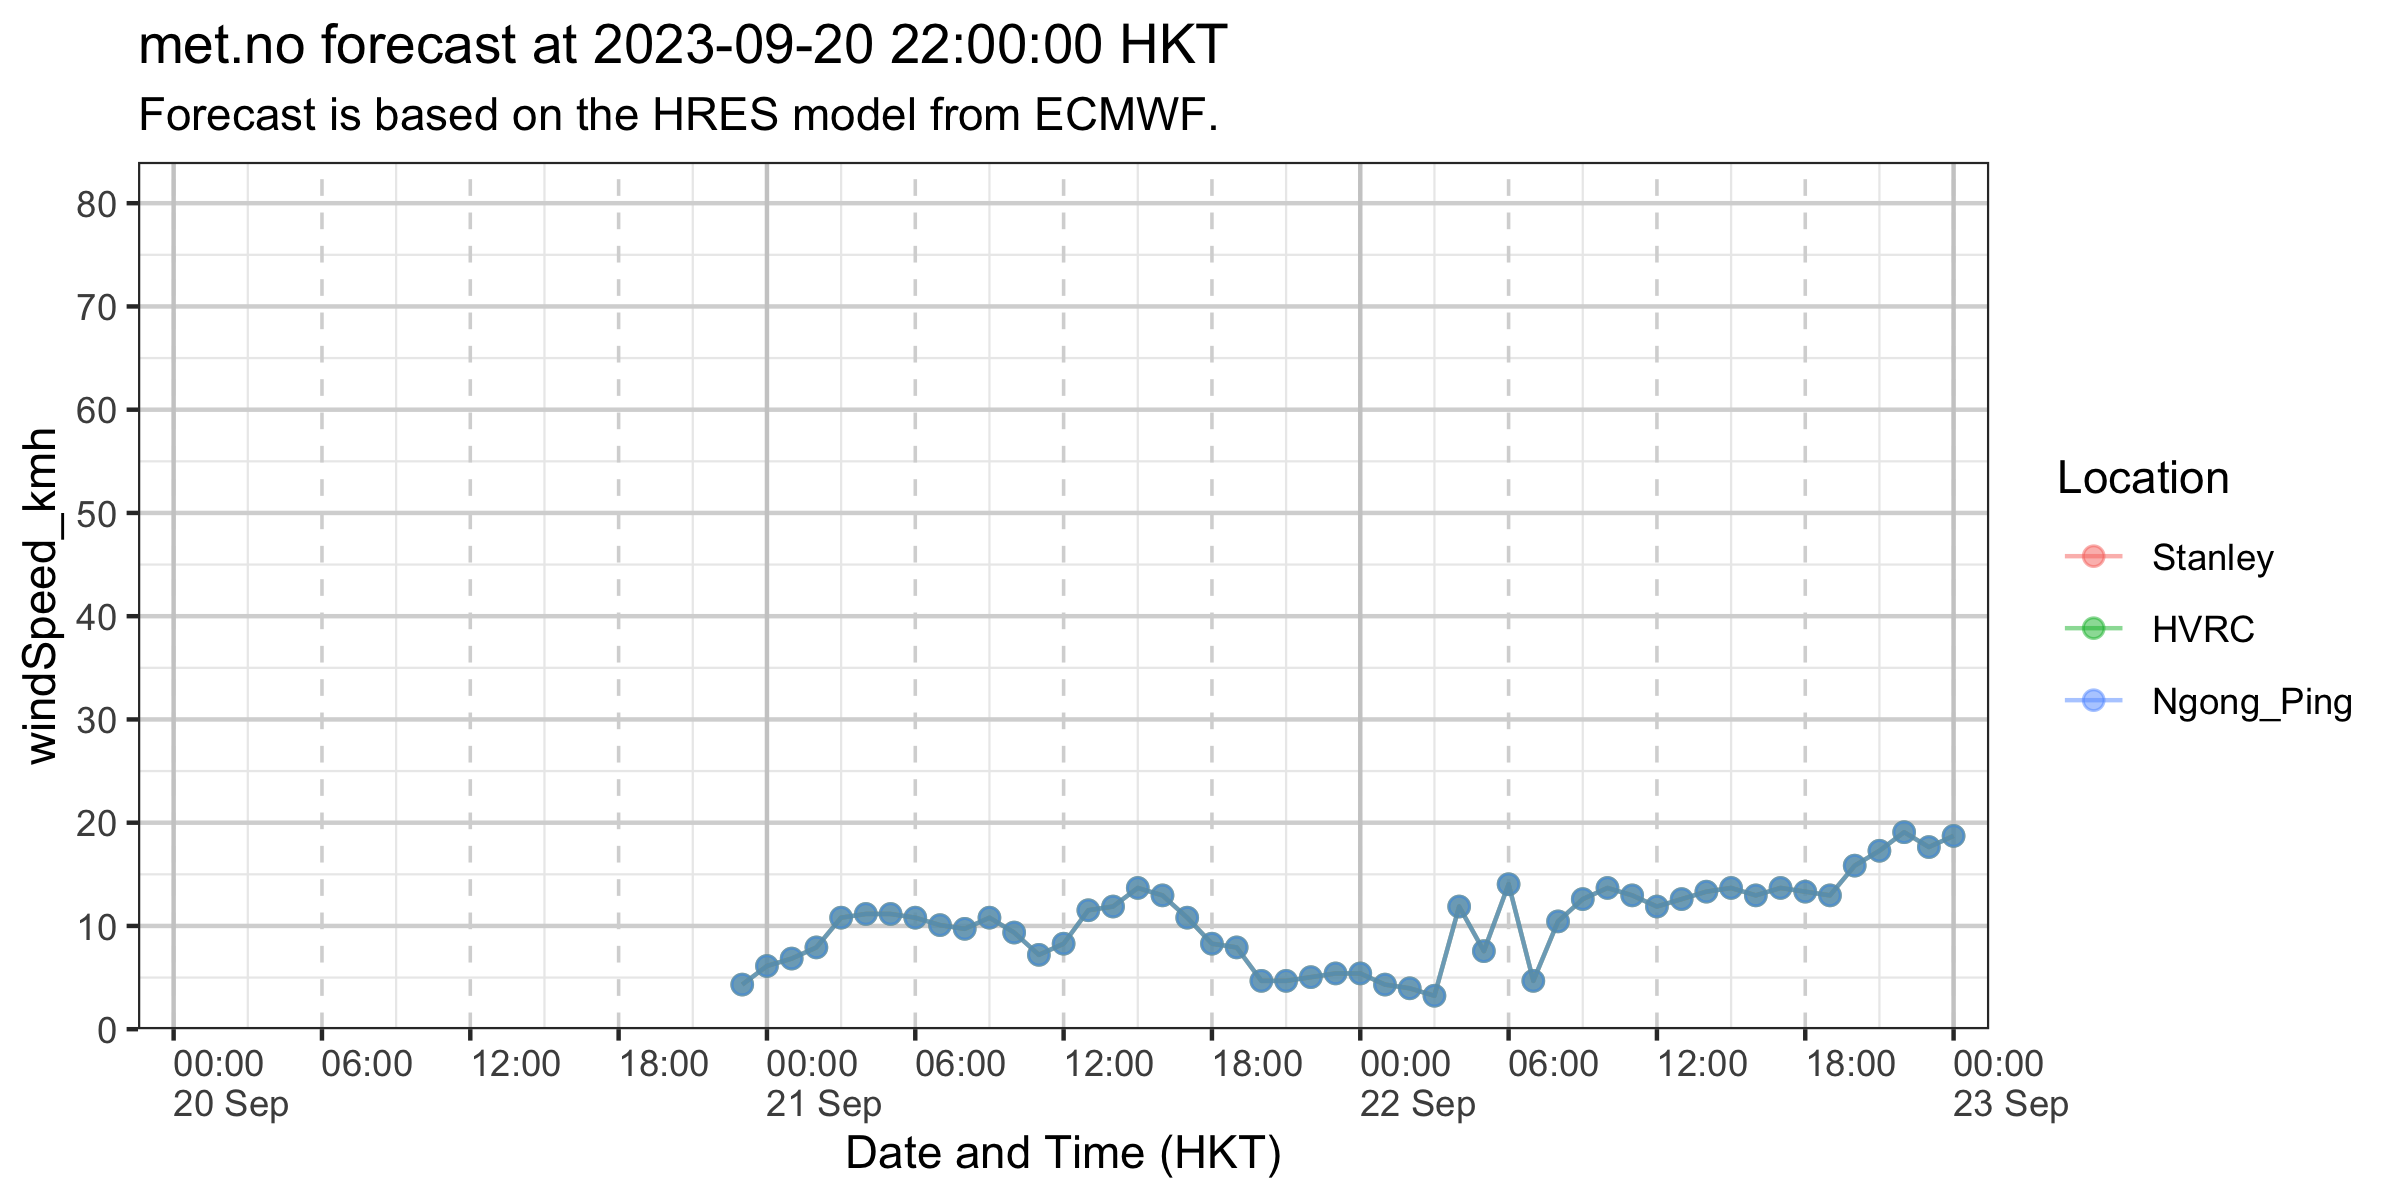 met.no forecast at 2023-09-20 22:00:00 HKT
Forecast is based on the HRES model from ECMWF.
windSpeed_kmh
80
70
60
50
40
30
20
10
0
00:00 06:00 12:00 18:00 00:00 06:00 12:00 18:00 00:00 06:00 12:00 18:00 00:00
20 Sep 21 Sep 22 Sep 23 Sep
Date and Time (HKT)
Location
Stanley
HVRC
Ngong_Ping